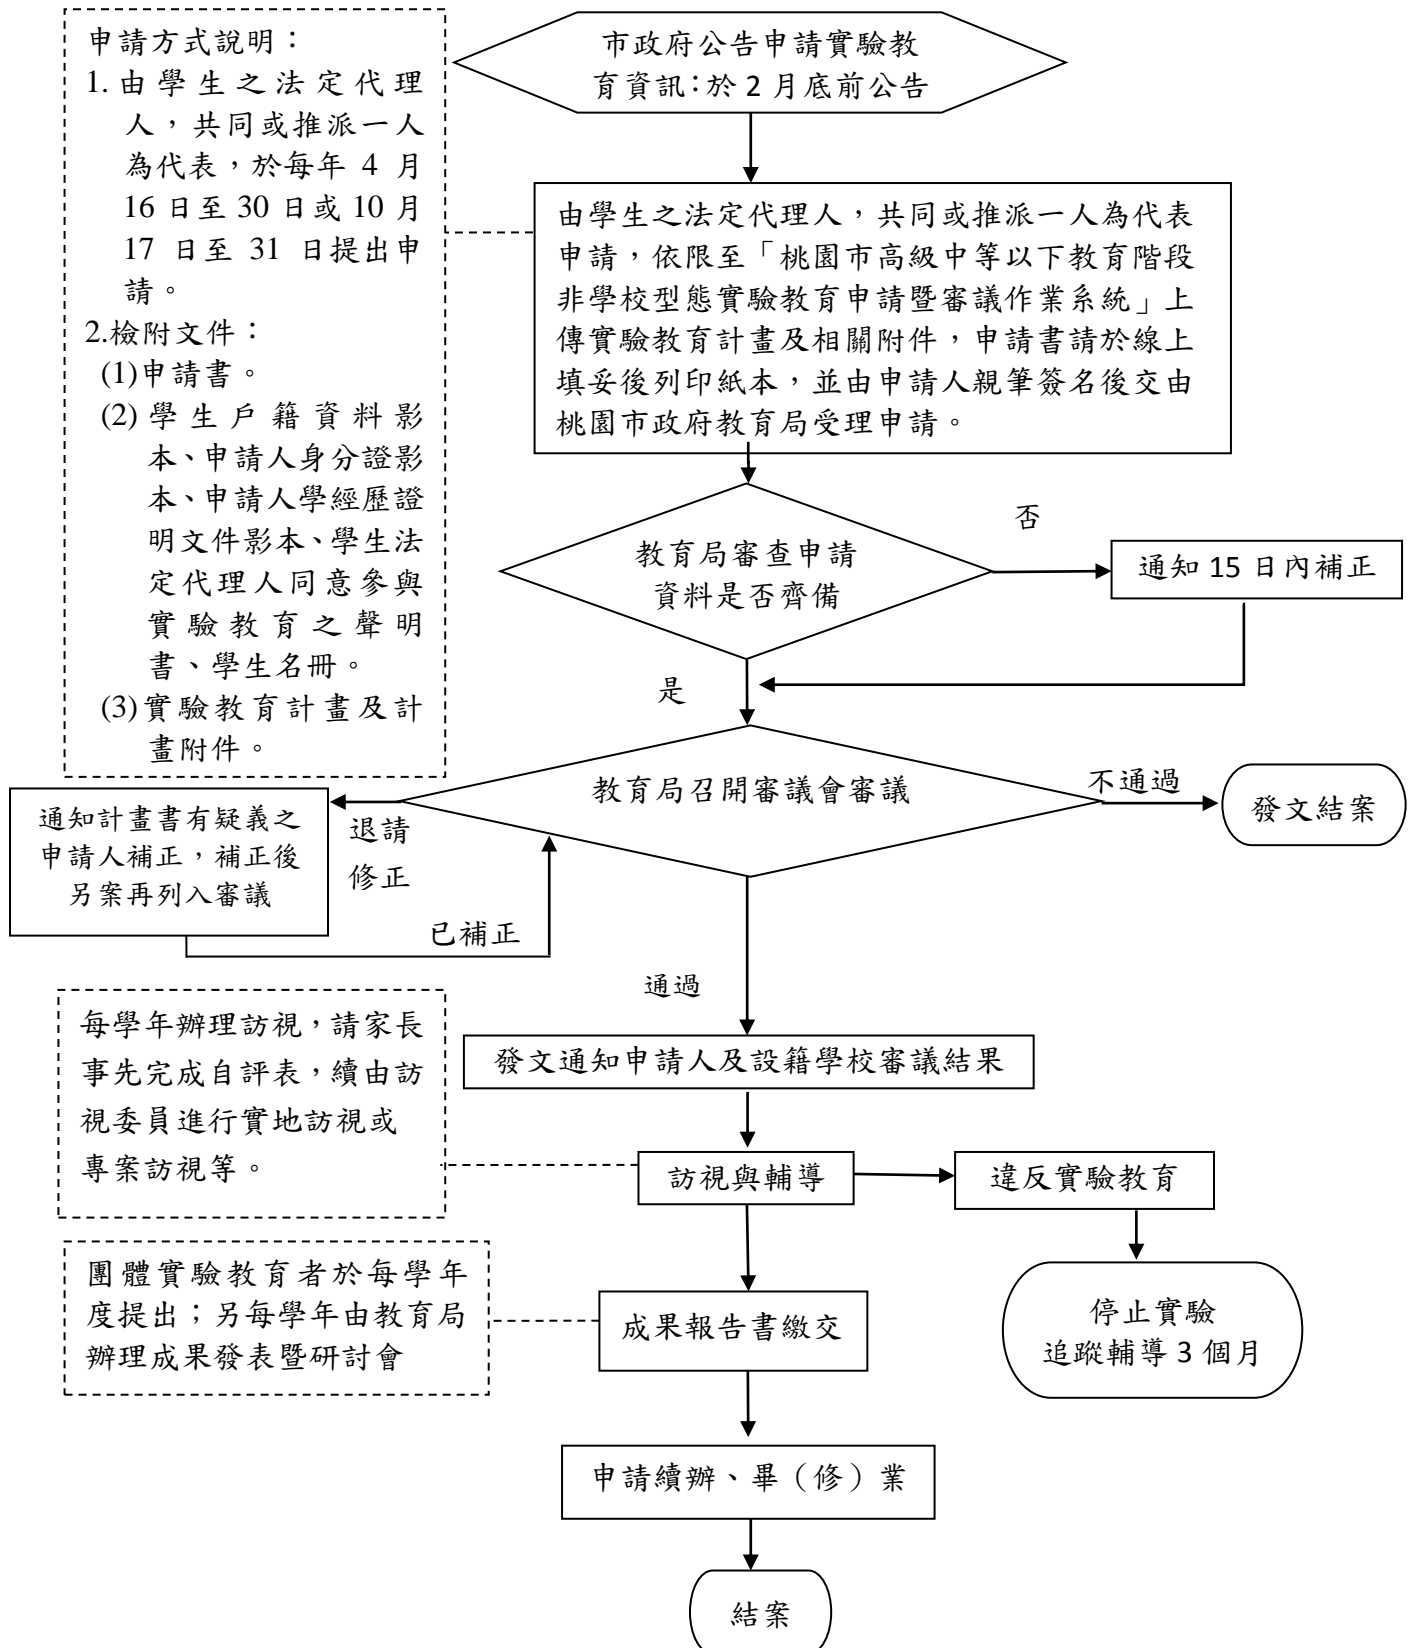 申請方式說明：
1. 由學生之法定代理
人，共同或推派一人
為代表，於每年 4 月
16 日至 30 日或 10 月
17 日至 31 日提出申
請。
2.檢附文件：
(1)申請書。
(2)學生戶籍資料影
本、申請人身分證影
本、申請人學經歷證
明文件影本、學生法
定代理人同意參與
實驗教育之聲明
書、學生名冊。
(3)實驗教育計畫及計
畫附件。
市政府公告申請實驗教
育資訊：於 2 月底前公告
由學生之法定代理人，共同或推派一人為代表
申請，依限至「桃園市高級中等以下教育階段
非學校型態實驗教育申請暨審議作業系統」上
傳實驗教育計畫及相關附件，申請書請於線上
填妥後列印紙本，並由申請人親筆簽名後交由
桃園市政府教育局受理申請。
教育局審查申請
資料是否齊備
否
通知 15 日內補正
是
教育局召開審議會審議
不通過
發文結案
退請
修正
通知計畫書有疑義之
申請人補正，補正後
另案再列入審議
已補正
通過
發文通知申請人及設籍學校審議結果
每學年辦理訪視，請家長
事先完成自評表，續由訪
視委員進行實地訪視或
專案訪視等。
訪視與輔導
違反實驗教育
停止實驗
追蹤輔導 3 個月
團體實驗教育者於每學年
度提出；另每學年由教育局
辦理成果發表暨研討會
成果報告書繳交
申請續辦、畢（修）業
結案